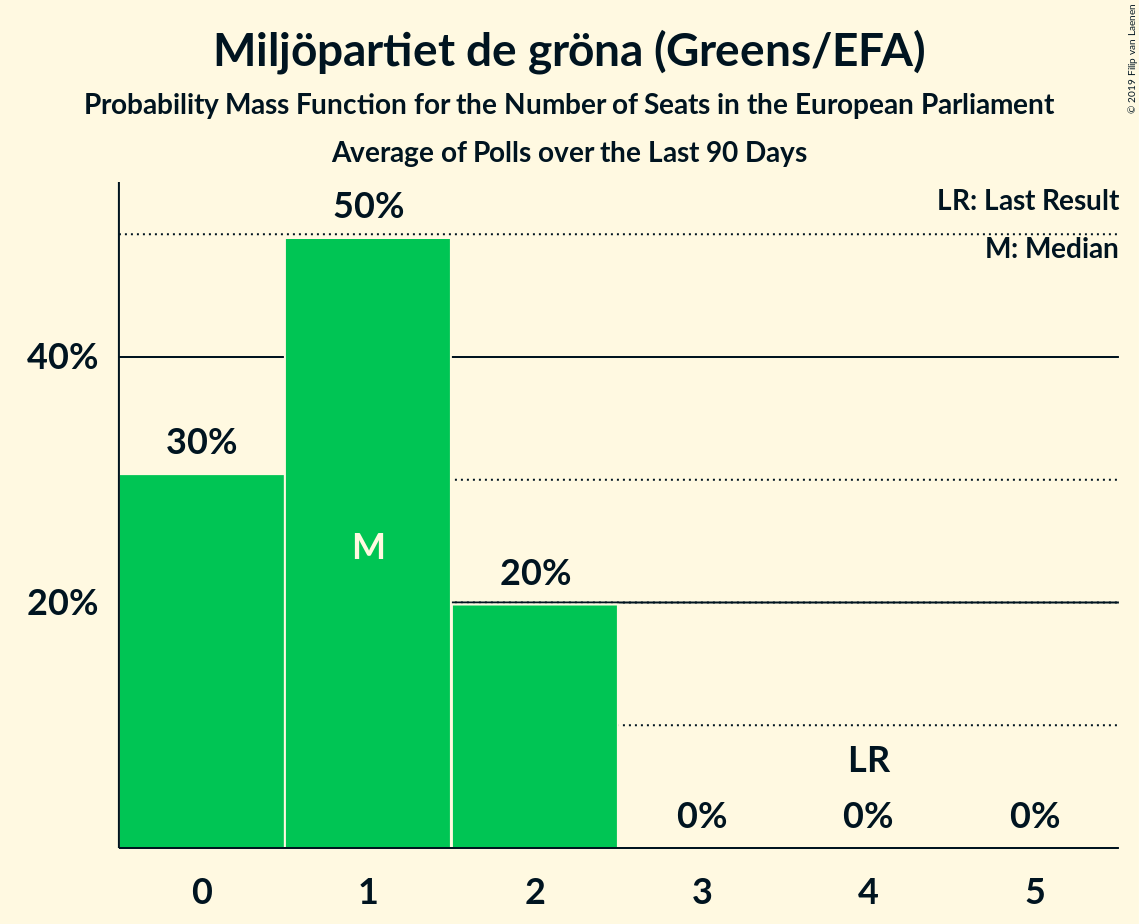 Miljöpartiet de gröna (Greens/EFA)
Probability Mass Function for the Number of Seats in the European Parliament
Average of Polls over the Last 90 Days
© 2019 Filip van Laenen
LR: Last Result
M: Median
50%
40%
30%
M
20%
20%
LR
0%
0%
0%
0
1
2
3
4
5